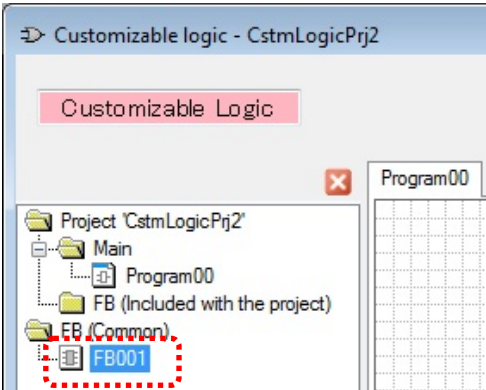 Customizable logic - CstmLogicPrj2
Customizable Logic
Program00
Project 'CstmLogicPrj2'
Main
Program00
FB (Included with the project)
FB (Common)
FB001